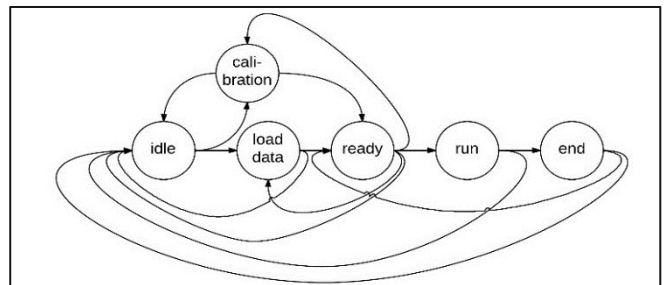 cali-
bration
idle
load
data
ready
run
end